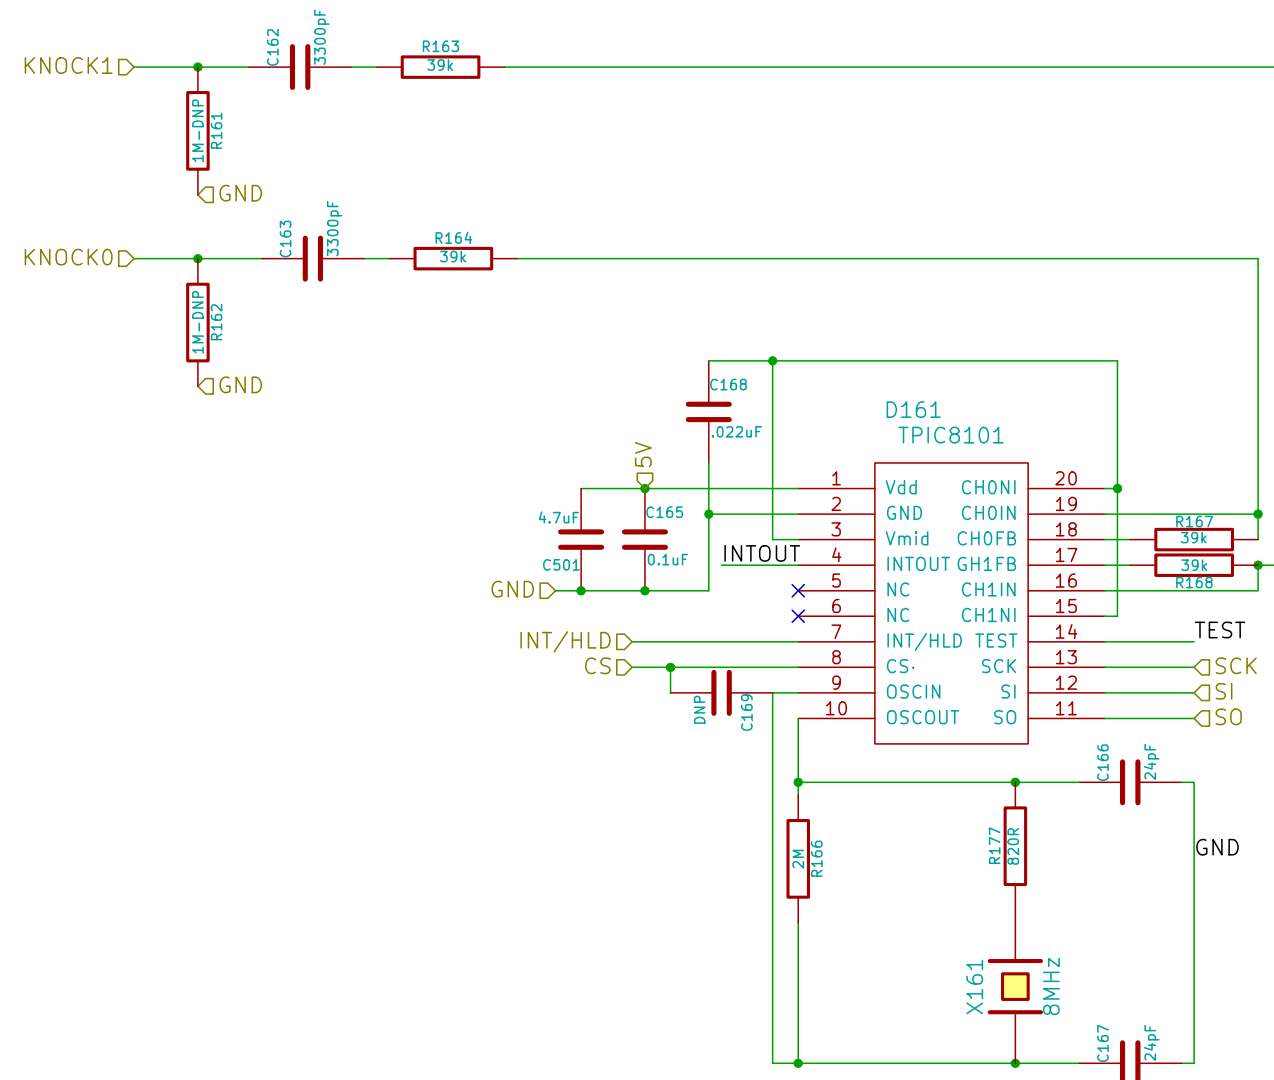 KNOCK1
C162
3300pF
R163
39k
1M-DNP
R161
GND
KNOCK0
C163
3300pF
R164
39k
1M-DNP
R162
GND
C168
.022uF
D161
TPIC8101
5V
4.7uF
C501
C165
0.1uF
GND
INTOUT
INT/HLD
CS
DNP
C169
1 Vdd
2 GND
3 Vmid
4 INTOUT
5 NC
6 NC
7 INT/HLD
8 CS.
9 OSCIN
10 OSCOUT
CH0NI 20
CH0IN 19
CH0FB 18
GH1FB 17
CH1IN 16
CH1NI 15
TEST 14
SCK 13
SI 12
SO 11
R167
39k
39k
R168
TEST
SCK
SI
SO
C166
24pF
2M
R166
R177
820R
GND
X161
8MHz
C167
24pF